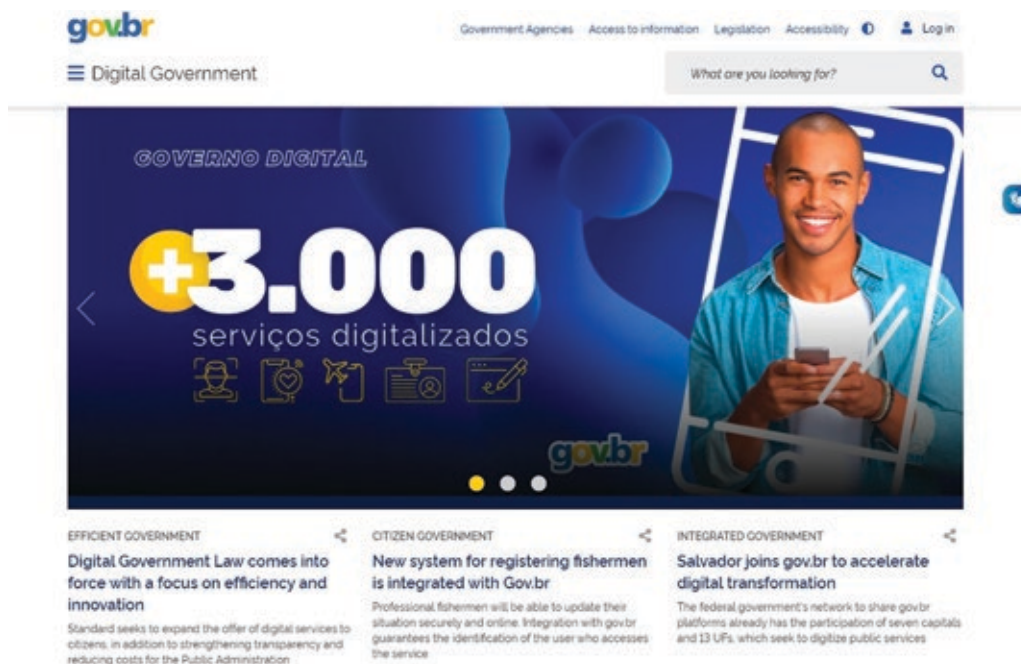 gov.br
Government Agencies Access to information Legislation Accessibility Log in
Digital Government
What are you looking for?
GOVERNO DIGITAL
+3.000
serviços digitalizados
gov.br
EFFICIENT GOVERNMENT
Digital Government Law comes into
force with a focus on efficiency and
innovation
Standard seeks to expand the offer of digital services to
citizens, in addition to strengthening transparency and
reducing costs for the Public Administration
CITIZEN GOVERNMENT
New system for registering fishermen
is integrated with Gov.br
Professional fishermen will be able to update their
situation securely and online. Integration with gov.br
guarantees the identification of the user who accesses
the service
INTEGRATED GOVERNMENT
Salvador joins gov.br to accelerate
digital transformation
The federal government's network to share gov.br
platforms already has the participation of seven capitals
and 13 UFs, which seek to digitize public services